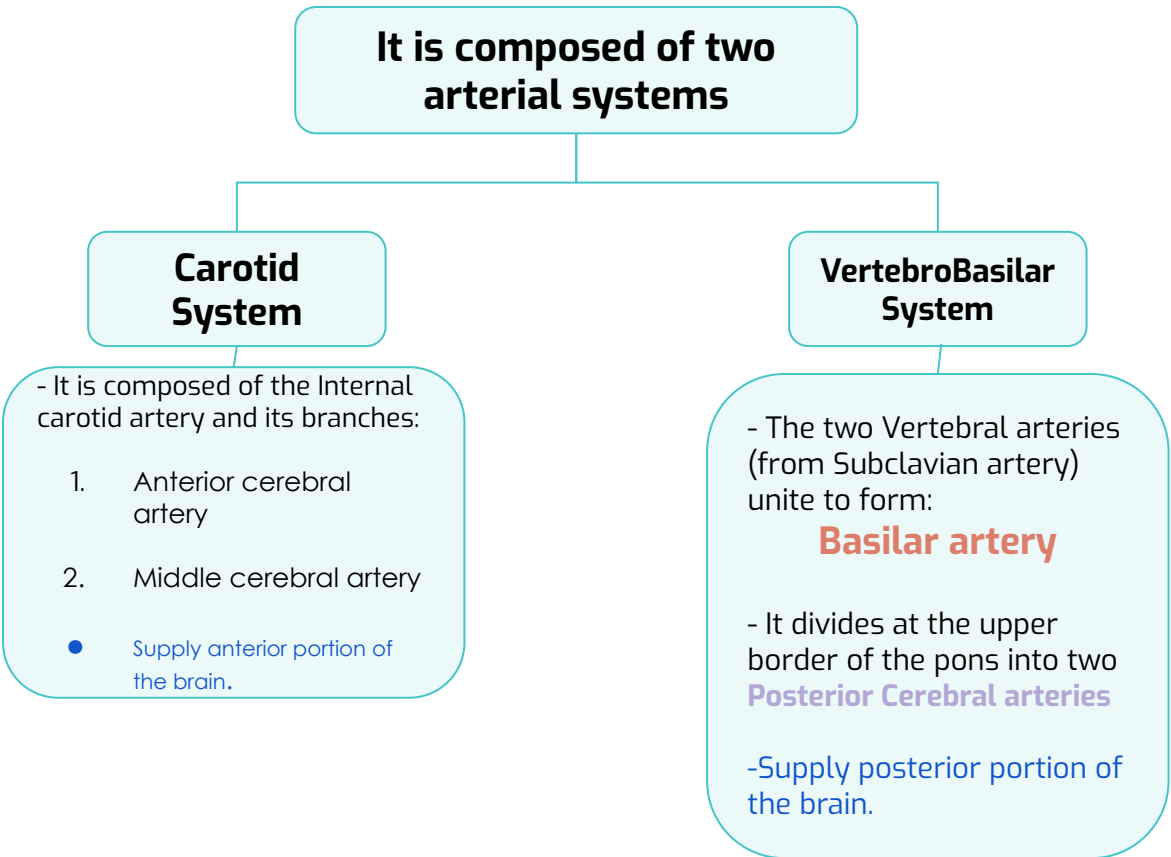 It is composed of two
arterial systems
Carotid
System
- It is composed of the Internal
carotid artery and its branches:
1. Anterior cerebral
artery
2. Middle cerebral artery
● Supply anterior portion of
the brain.
VertebroBasilar
System
- The two Vertebral arteries
(from Subclavian artery)
unite to form:
Basilar artery
- It divides at the upper
border of the pons into two
Posterior Cerebral arteries
-Supply posterior portion of
the brain.